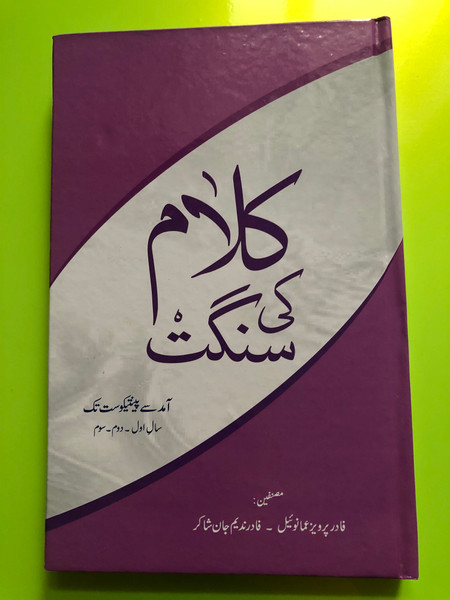 کلام
کی سنگت
آمد سے پینتیکوست تک
سال اول ۔ دوم ۔ سوم
مصنفین:
فادر پرویز عمانوئیل ۔ فادر ندیم جان شاکر